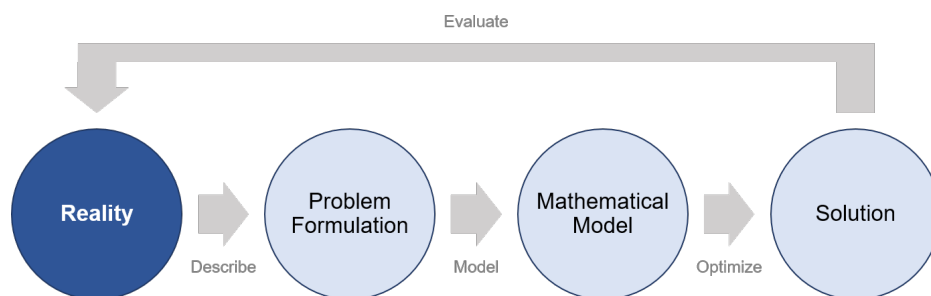 Evaluate
Reality
Problem
Formulation
Mathematical
Model
Solution
Describe
Model
Optimize